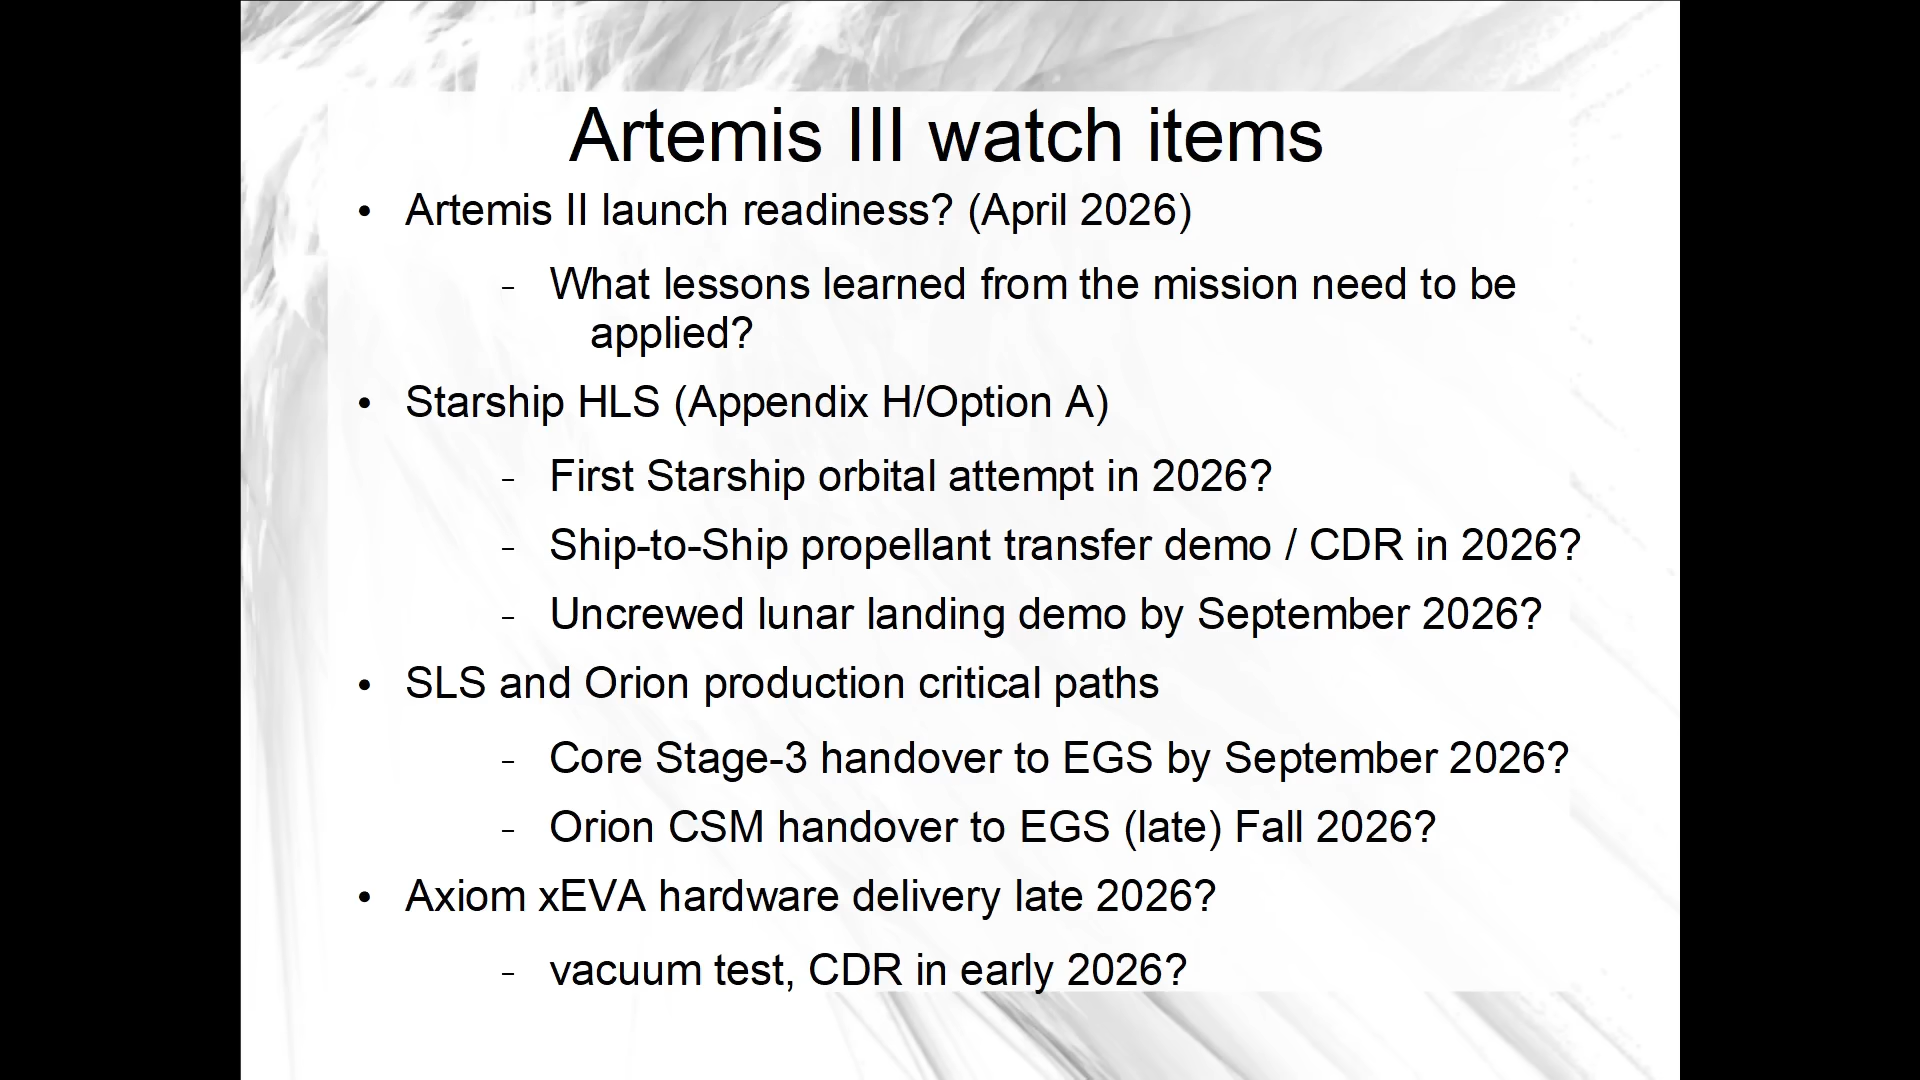 Artemis III watch items
• Artemis II launch readiness? (April 2026)
– What lessons learned from the mission need to be
applied?
• Starship HLS (Appendix H/Option A)
– First Starship orbital attempt in 2026?
– Ship-to-Ship propellant transfer demo / CDR in 2026?
– Uncrewed lunar landing demo by September 2026?
• SLS and Orion production critical paths
– Core Stage-3 handover to EGS by September 2026?
– Orion CSM handover to EGS (late) Fall 2026?
• Axiom xEVA hardware delivery late 2026?
– vacuum test, CDR in early 2026?